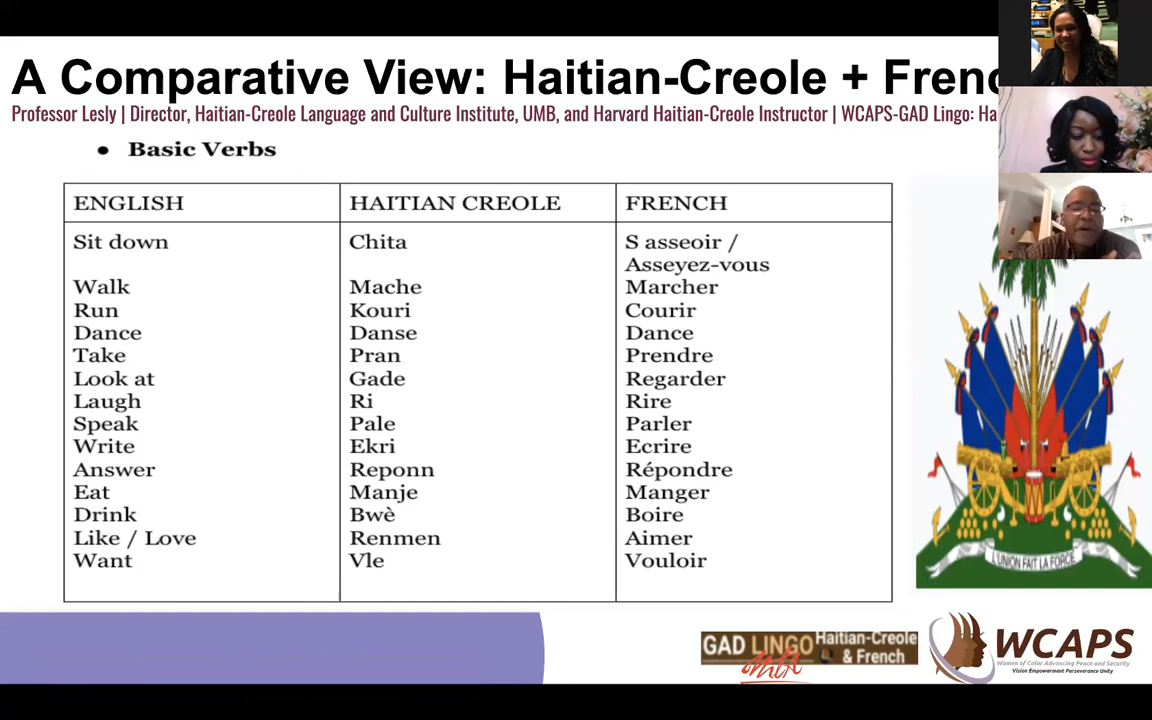 A Comparative View: Haitian-Creole + Frenc
Professor Lesly | Director, Haitian-Creole Language and Culture Institute, UMB, and Harvard Haitian-Creole Instructor | WCAPS-GAD Lingo: Ha
• Basic Verbs
ENGLISH HAITIAN CREOLE FRENCH
Sit down Chita S asseoir /
Asseyez-vous
Walk Mache Marcher
Run Kouri Courir
Dance Danse Dance
Take Pran Prendre
Look at Gade Regarder
Laugh Ri Rire
Speak Pale Parler
Write Ekri Ecrire
Answer Reponn Répondre
Eat Manje Manger
Drink Bwè Boire
Like / Love Renmen Aimer
Want Vle Vouloir
L'UNION FAIT LA FORCE
GAD LINGO
Haitian-Creole
& French
WCAPS
Women of Color Advancing Peace and Security
Vision Empowerment Perseverance Unity